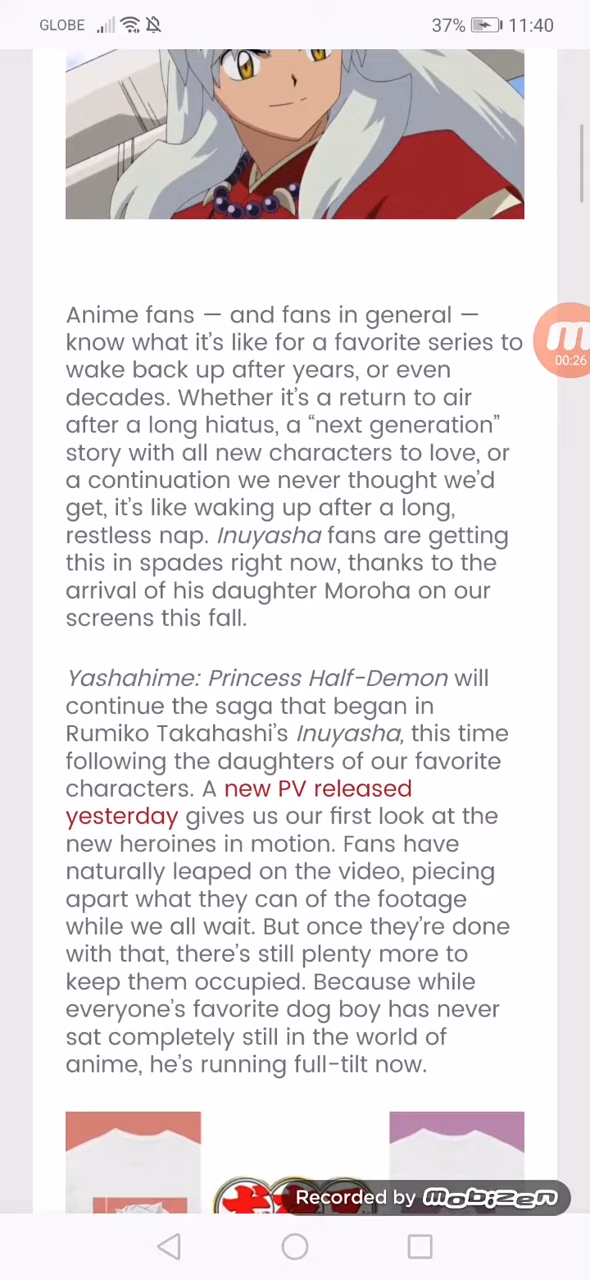 GLOBE
37% 11:40
Anime fans — and fans in general —
know what it’s like for a favorite series to
wake back up after years, or even
decades. Whether it’s a return to air
after a long hiatus, a “next generation”
story with all new characters to love, or
a continuation we never thought we’d
get, it’s like waking up after a long,
restless nap. Inuyasha fans are getting
this in spades right now, thanks to the
arrival of his daughter Moroha on our
screens this fall.
00:26
Yashahime: Princess Half-Demon will
continue the saga that began in
Rumiko Takahashi’s Inuyasha, this time
following the daughters of our favorite
characters. A new PV released
yesterday gives us our first look at the
new heroines in motion. Fans have
naturally leaped on the video, piecing
apart what they can of the footage
while we all wait. But once they’re done
with that, there’s still plenty more to
keep them occupied. Because while
everyone’s favorite dog boy has never
sat completely still in the world of
anime, he’s running full-tilt now.
Recorded by mobizen